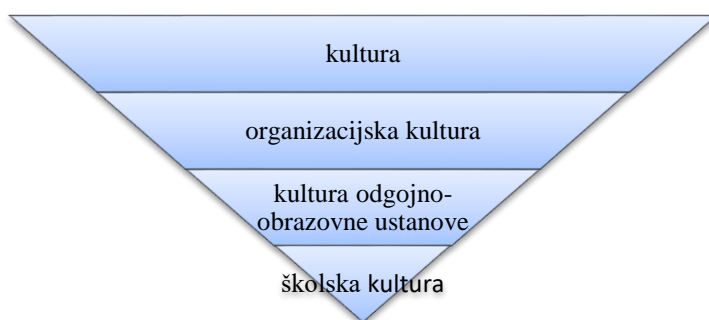 kultura
organizacijska kultura
kultura odgojno-
obrazovne ustanove
školska kultura